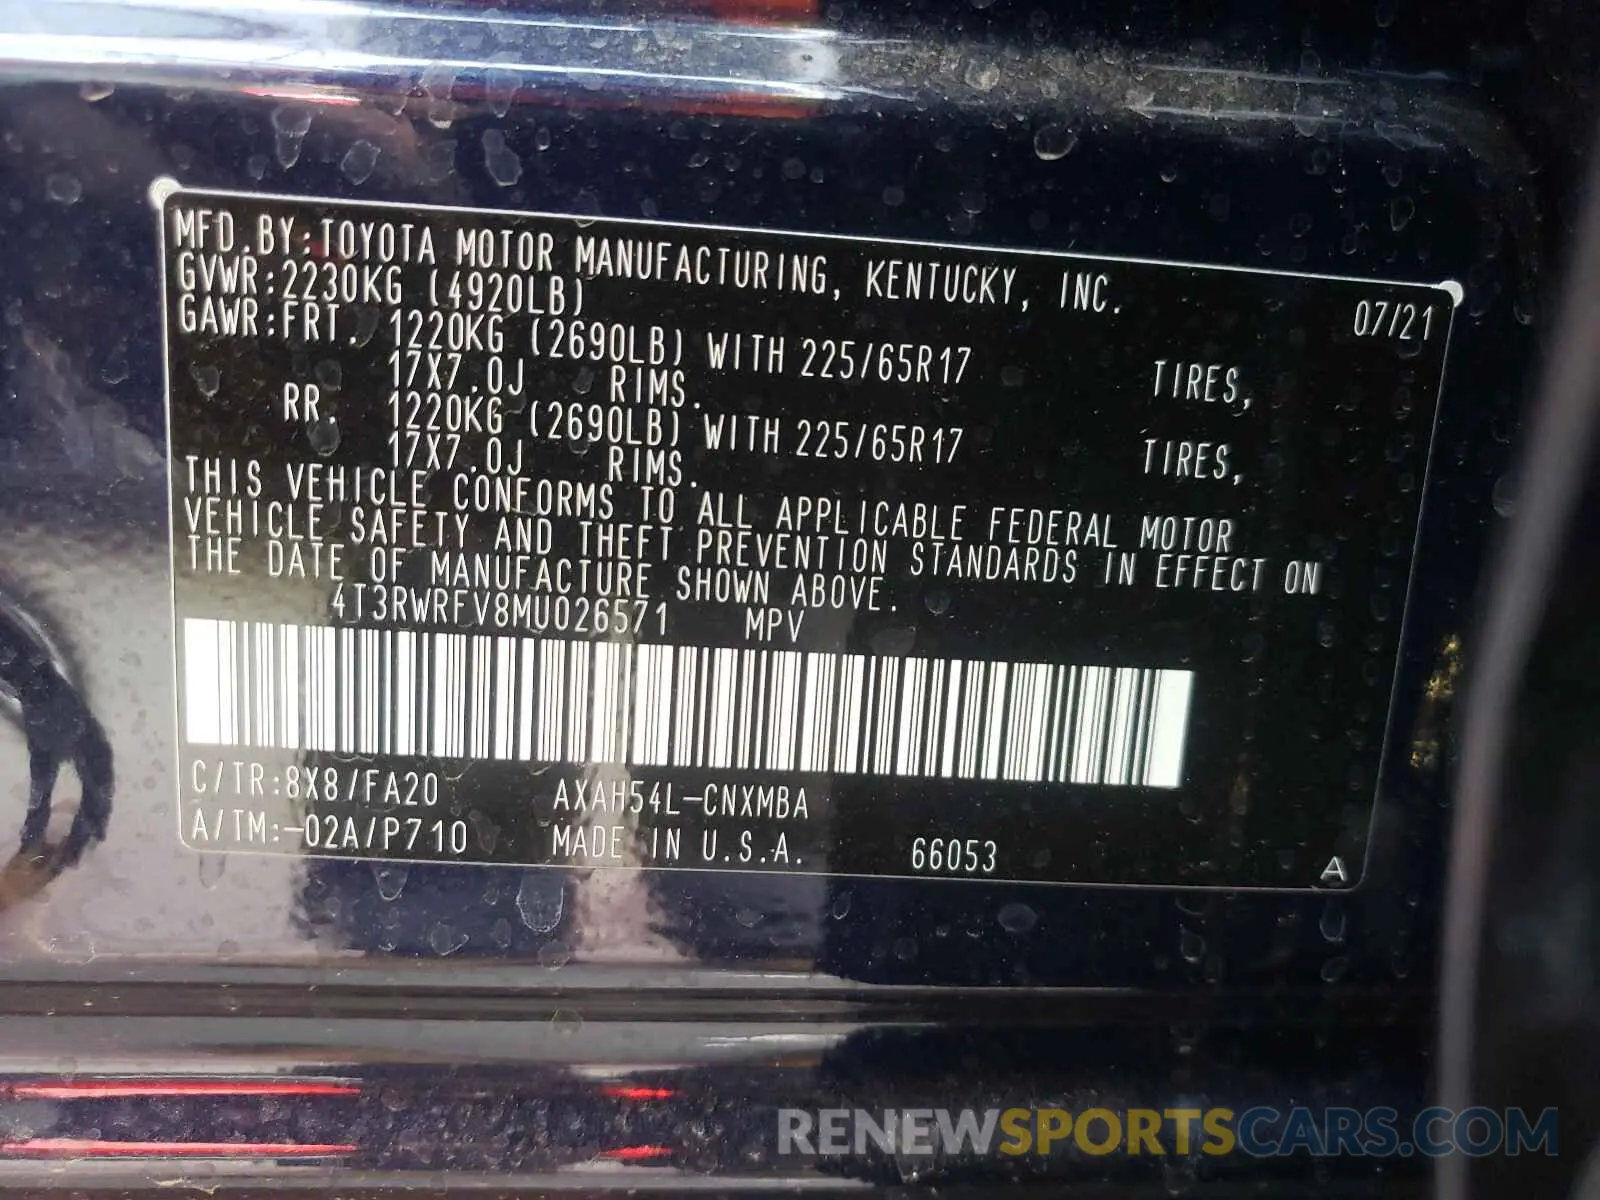 MFD.BY:TOYOTA MOTOR MANUFACTURING, KENTUCKY, INC.
GVWR:2230KG (4920LB) 07/21
GAWR:FRT. 1220KG (2690LB) WITH 225/65R17 TIRES,
17X7.0J RIMS.
RR. 1220KG (2690LB) WITH 225/65R17 TIRES,
17X7.0J RIMS.
THIS VEHICLE CONFORMS TO ALL APPLICABLE FEDERAL MOTOR
VEHICLE SAFETY AND THEFT PREVENTION STANDARDS IN EFFECT ON
THE DATE OF MANUFACTURE SHOWN ABOVE.
4T3RWRFV8MU026571 MPV
C/TR:8X8/FA20 AXAH54L-CNXMBA
A/TM:-02A/P710 MADE IN U.S.A. 66053 A
RENEWSPORTSCARS.COM